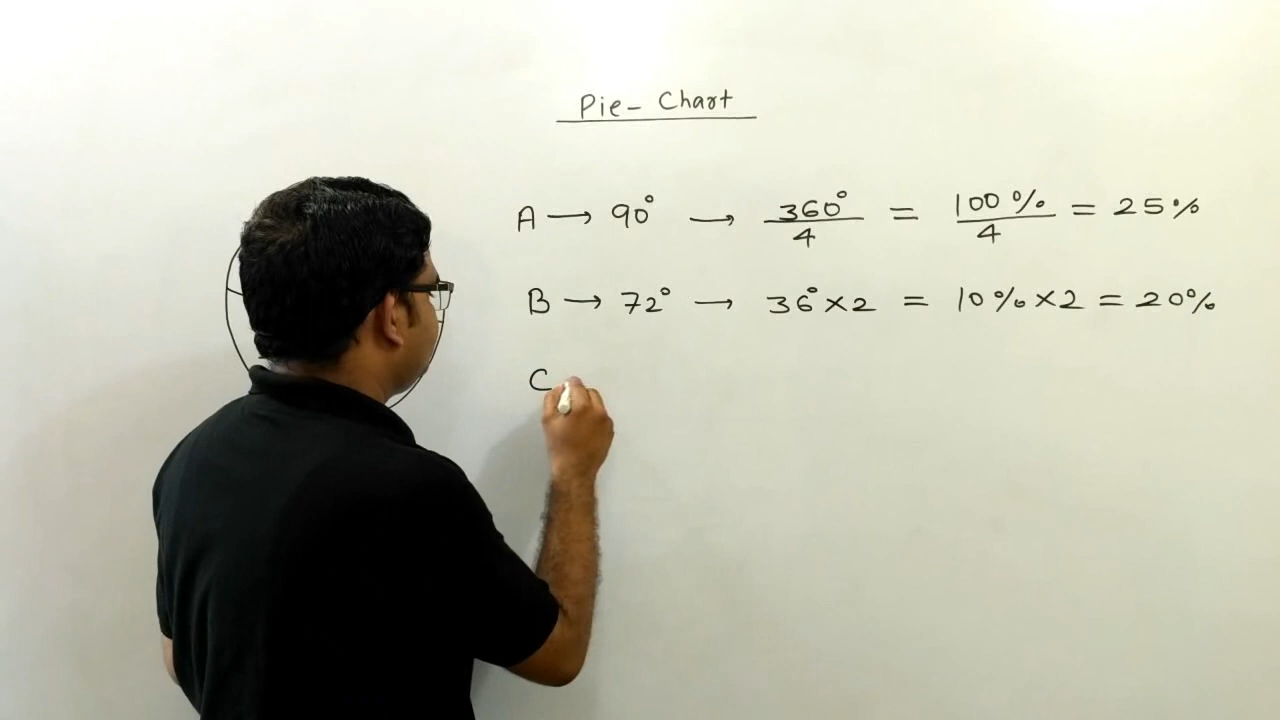 Pie- Chart
A → 90° → 360°/4 = 100%/4 = 25%
B → 72° → 36°×2 = 10%×2 = 20%
C